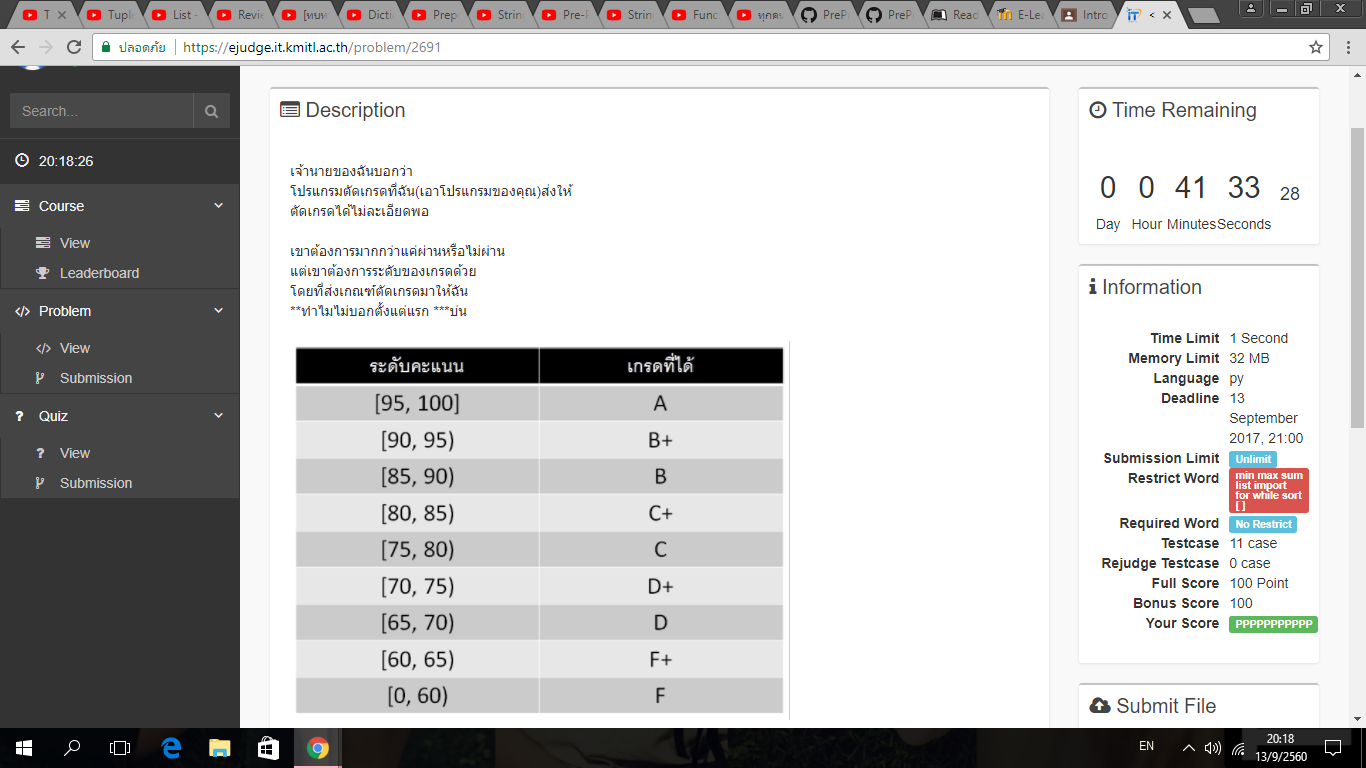 T
Tuple
List -
Revie
[ทบท
Dictio
Prep
String
Pre-P
String
Func
ทุกตบ
PrePr
PrePr
Read
E-Lea
Intro
<
ปลอดภัย https://ejudge.it.kmitl.ac.th/problem/2691
Search...
20:18:26
Course
View
Leaderboard
Problem
View
Submission
Quiz
View
Submission
Description
เจ้านายของฉันบอกว่า
โปรแกรมตัดเกรดที่ฉัน(เอาโปรแกรมของคุณ)ส่งให้
ตัดเกรดได้ไม่ละเอียดพอ
เขาต้องการมากกว่าแค่ผ่านหรือไม่ผ่าน
แต่เขาต้องการระดับของเกรดด้วย
โดยที่ส่งเกณฑ์ตัดเกรดมาให้ฉัน
**ทำไมไม่บอกตั้งแต่แรก ***บ่น
ระดับคะแนน เกรดที่ได้
[95, 100] A
[90, 95) B+
[85, 90) B
[80, 85) C+
[75, 80) C
[70, 75) D+
[65, 70) D
[60, 65) F+
[0, 60) F
Time Remaining
0 0 41 33 28
Day Hour Minutes Seconds
Information
Time Limit 1 Second
Memory Limit 32 MB
Language py
Deadline 13
September
2017, 21:00
Submission Limit Unlimit
Restrict Word min max sum
list import
for while sort
[ ]
Required Word No Restrict
Testcase 11 case
Rejudge Testcase 0 case
Full Score 100 Point
Bonus Score 100
Your Score PPPPPPPPPPP
Submit File
EN
20:18
13/9/2560